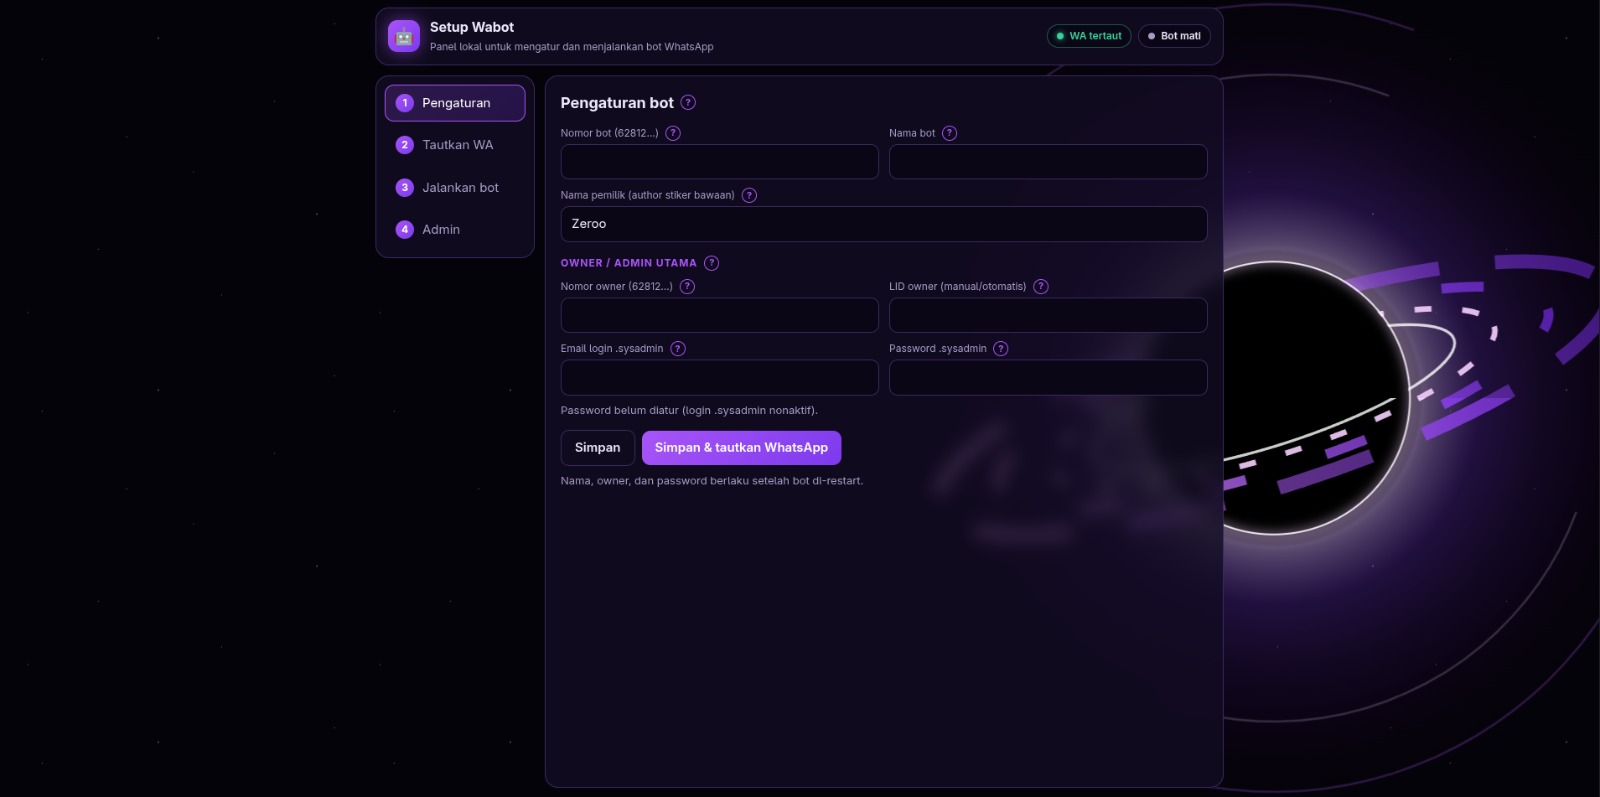 Setup Wabot
Panel lokal untuk mengatur dan menjalankan bot WhatsApp
WA tertaut
Bot mati
1 Pengaturan
2 Tautkan WA
3 Jalankan bot
4 Admin
Pengaturan bot ?
Nomor bot (62812...) ?
Nama bot ?
Nama pemilik (author stiker bawaan) ?
Zeroo
OWNER / ADMIN UTAMA ?
Nomor owner (62812...) ?
LID owner (manual/otomatis) ?
Email login .sysadmin ?
Password .sysadmin ?
Password belum diatur (login .sysadmin nonaktif).
Simpan
Simpan & tautkan WhatsApp
Nama, owner, dan password berlaku setelah bot di-restart.